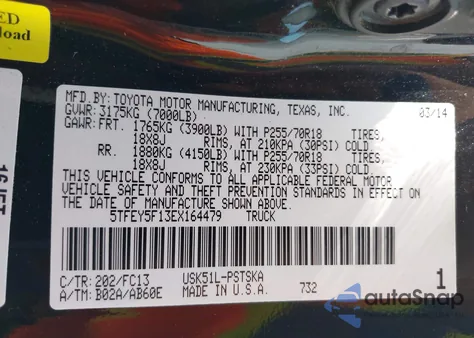 ED
load
MFD. BY: TOYOTA MOTOR MANUFACTURING, TEXAS, INC. 03/14
GVWR: 3175KG (7000LB)
GAWR: FRT. 1765KG (3900LB) WITH P255/70R18 TIRES,
18X8J RIMS, AT 210KPA (30PSI) COLD.
RR. 1880KG (4150LB) WITH P255/70R18 TIRES,
18X8J RIMS, AT 230KPA (33PSI) COLD.
THIS VEHICLE CONFORMS TO ALL APPLICABLE FEDERAL MOTOR
VEHICLE SAFETY AND THEFT PREVENTION STANDARDS IN EFFECT ON
THE DATE OF MANUFACTURE SHOWN ABOVE.
5TFEY5F13EX164479 TRUCK
C/TR: 202/FC13 USK51L-PSTSKA 1
A/TM: B02A/AB60E MADE IN U.S.A. 732
autoSnap